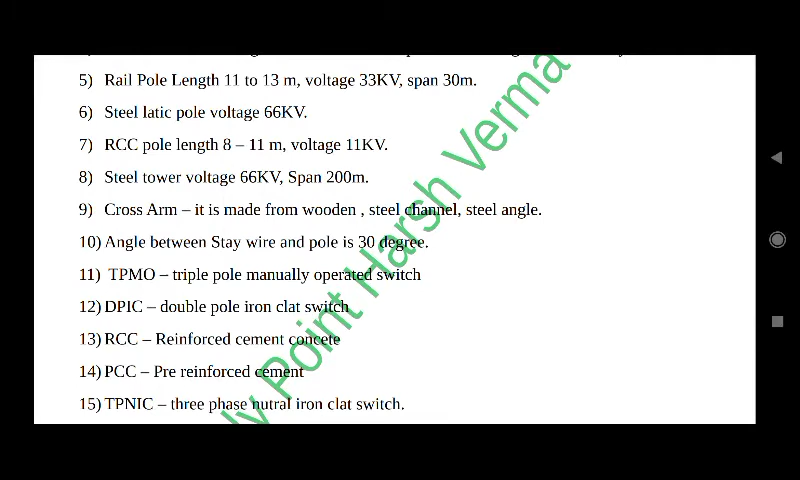 5) Rail Pole Length 11 to 13 m, voltage 33KV, span 30m.
6) Steel latic pole voltage 66KV.
7) RCC pole length 8 – 11 m, voltage 11KV.
8) Steel tower voltage 66KV, Span 200m.
9) Cross Arm – it is made from wooden , steel channel, steel angle.
10) Angle between Stay wire and pole is 30 degree.
11) TPMO – triple pole manually operated switch
12) DPIC – double pole iron clat switch
13) RCC – Reinforced cement concete
14) PCC – Pre reinforced cement
15) TPNIC – three phase nutral iron clat switch.
Point Harsh Verma